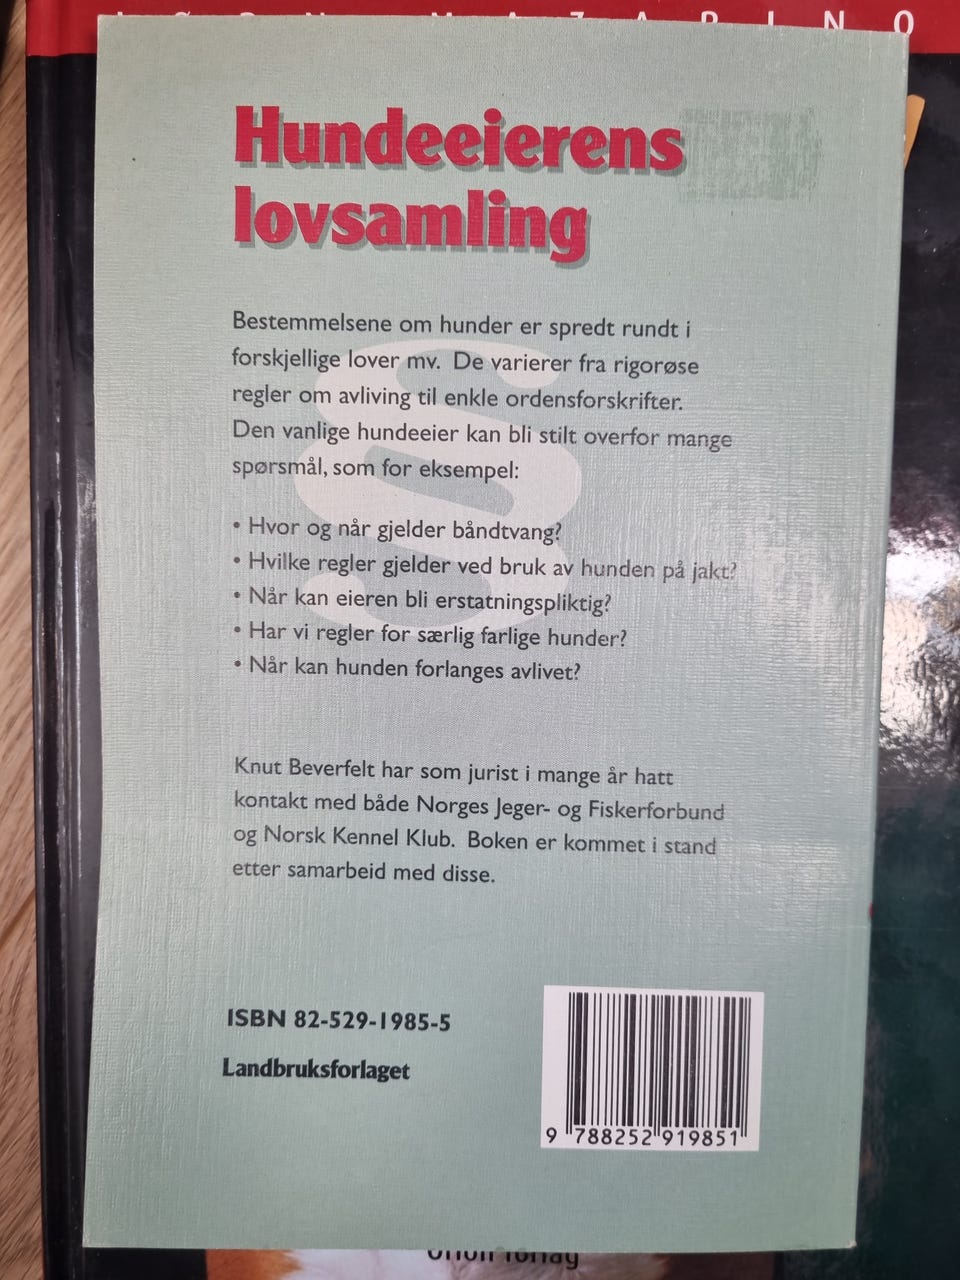 Hundeeierens
lovsamling
Bestemmelsene om hunder er spredt rundt i
forskjellige lover mv. De varierer fra rigorøse
regler om avliving til enkle ordensforskrifter.
Den vanlige hundeeier kan bli stilt overfor mange
spørsmål, som for eksempel:
§
• Hvor og når gjelder båndtvang?
• Hvilke regler gjelder ved bruk av hunden på jakt?
• Når kan eieren bli erstatningspliktig?
• Har vi regler for særlig farlige hunder?
• Når kan hunden forlanges avlivet?
Knut Beverfelt har som jurist i mange år hatt
kontakt med både Norges Jeger- og Fiskerforbund
og Norsk Kennel Klub. Boken er kommet i stand
etter samarbeid med disse.
ISBN 82-529-1985-5
Landbruksforlaget
9 788252 919851